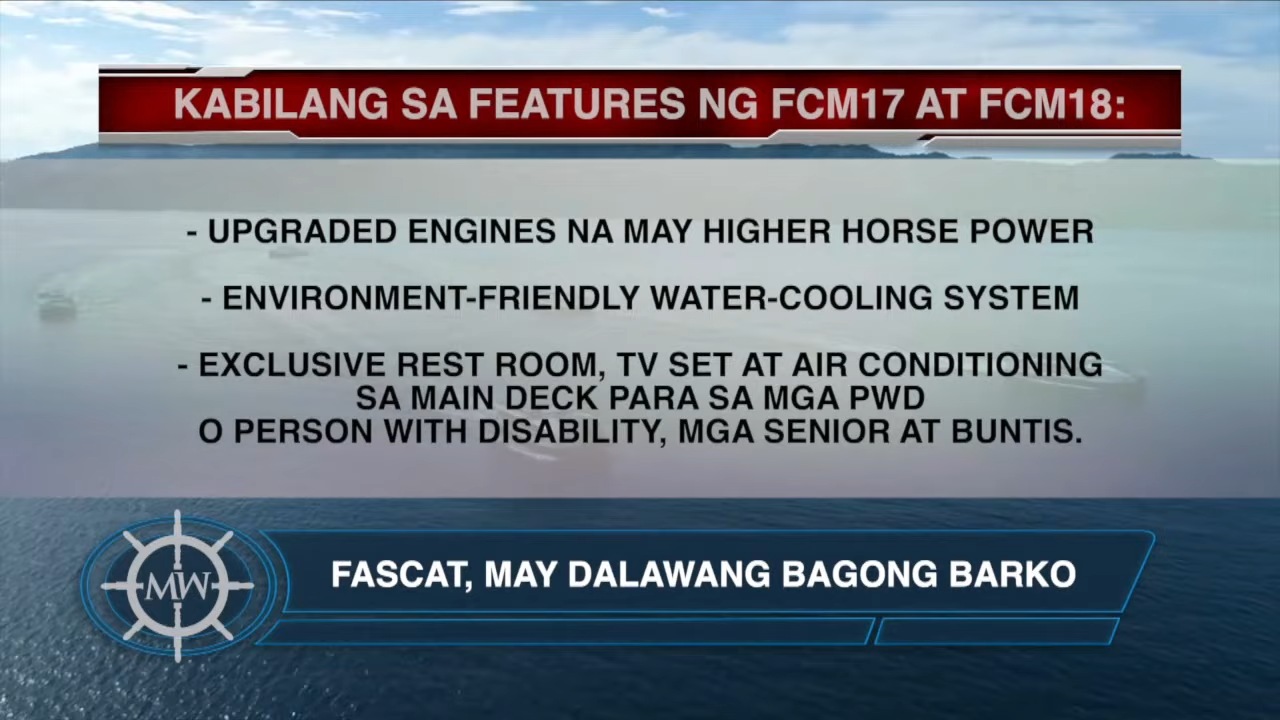 KABILANG SA FEATURES NG FCM17 AT FCM18:
- UPGRADED ENGINES NA MAY HIGHER HORSE POWER
- ENVIRONMENT-FRIENDLY WATER-COOLING SYSTEM
- EXCLUSIVE REST ROOM, TV SET AT AIR CONDITIONING
SA MAIN DECK PARA SA MGA PWD
O PERSON WITH DISABILITY, MGA SENIOR AT BUNTIS.
MW
FASCAT, MAY DALAWANG BAGONG BARKO